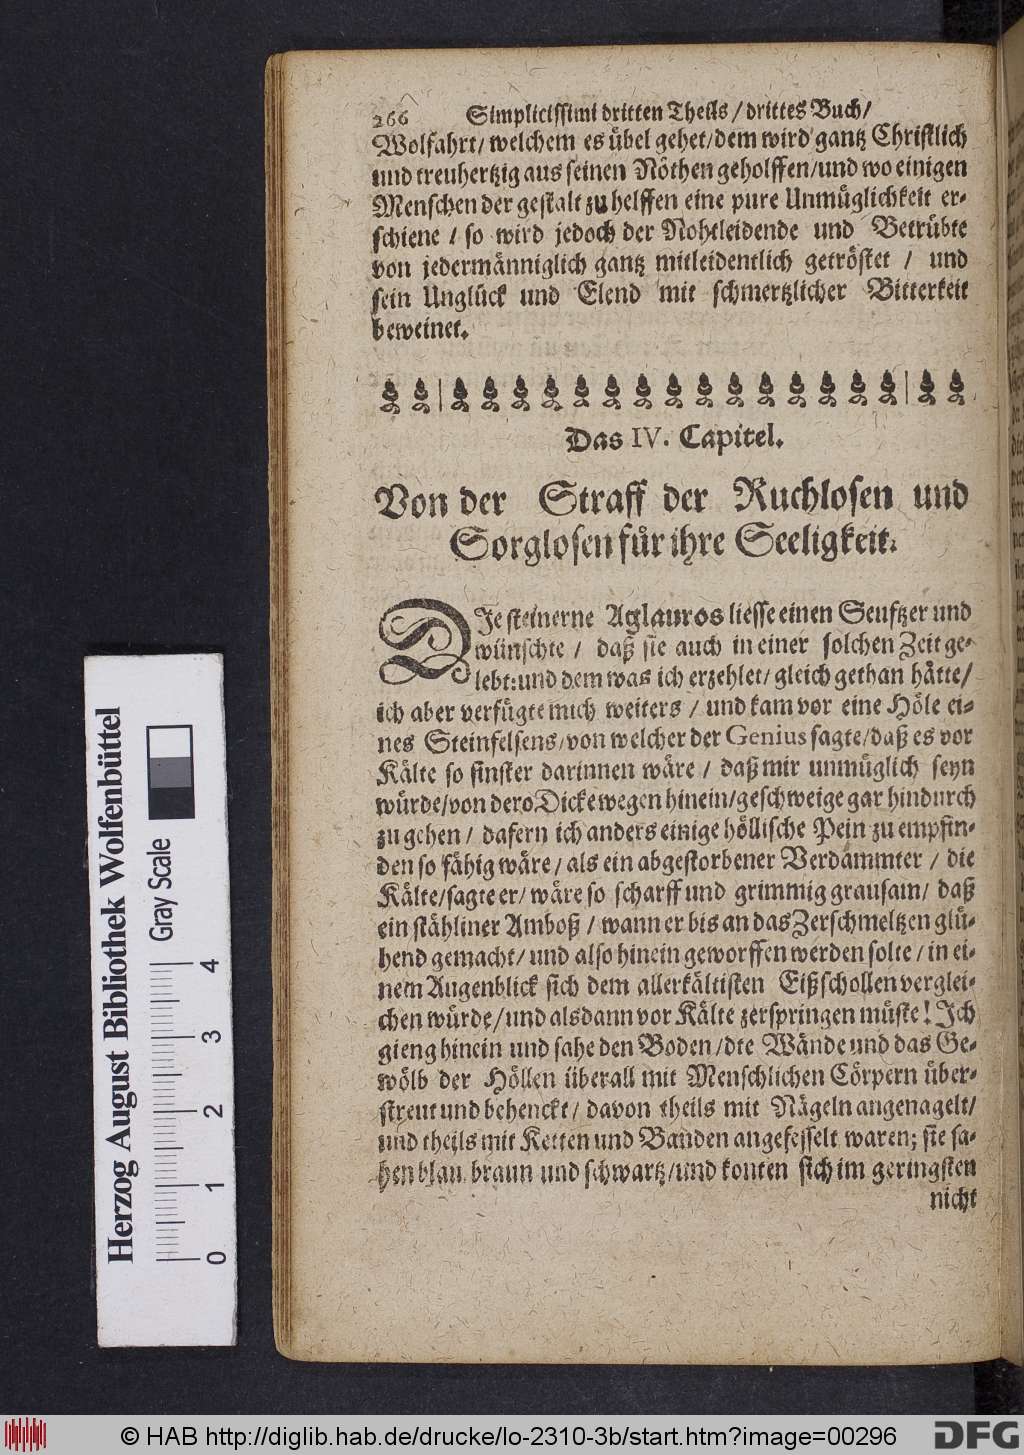 266 Simplicissimi dritten Theils / drittes Buch /
Wolfahrt / welchem es übel gehet / dem wird gantz Christlich
und treuhertzig aus seinen Nöthen geholffen / und wo einigen
Menschen der gestalt zu helffen eine pure Unmüglichkeit er-
schiene / so wird jedoch der Nohtleidende und Betrübte
von jedermänniglich gantz mitleidentlich getröstet / und
sein Unglück und Elend mit schmertzlicher Bitterkeit
beweinet.
Das IV. Capitel.
Von der Straff der Ruchlosen und
Sorglosen für ihre Seeligkeit.
DIe steinerne Aglauros liesse einen Seuftzer und
wünschte / daß sie auch in einer solchen Zeit ge-
lebt: und dem was ich erzehlet / gleich gethan hätte /
ich aber verfügte mich weiters / und kam vor eine Höle ei-
nes Steinfelsens / von welcher der Genius sagte / daß es vor
Kälte so finster darinnen wäre / daß mir unmüglich seyn
würde / von dero Dicke wegen hinein / geschweige gar hindurch
zu gehen / dafern ich anders einige höllische Pein zu empfin-
den so fähig wäre / als ein abgestorbener Verdammter / die
Kälte / sagte er / wäre so scharff und grimmig grausam / daß
ein stähliner Amboß / wann er bis an das Zerschmeltzen glü-
hend gemacht / und also hinein geworffen werden solte / in ei-
nem Augenblick sich dem allerkältisten Eißschollen verglei-
chen würde / und alsdann vor Kälte zerspringen müste! Ich
gieng hinein und sahe den Boden / dte Wände und das Ge-
wölb der Höllen überall mit Menschlichen Cörpern über-
streut und behenckt / davon theils mit Nägeln angenagelt /
und theils mit Ketten und Banden angefesselt waren; sie sa-
hen blau braun und schwartz / und konten sich im geringsten
nicht
Herzog August Bibliothek Wolfenbüttel
Gray Scale
0 1 2 3 4
© HAB http://diglib.hab.de/drucke/lo-2310-3b/start.htm?image=00296
DFG